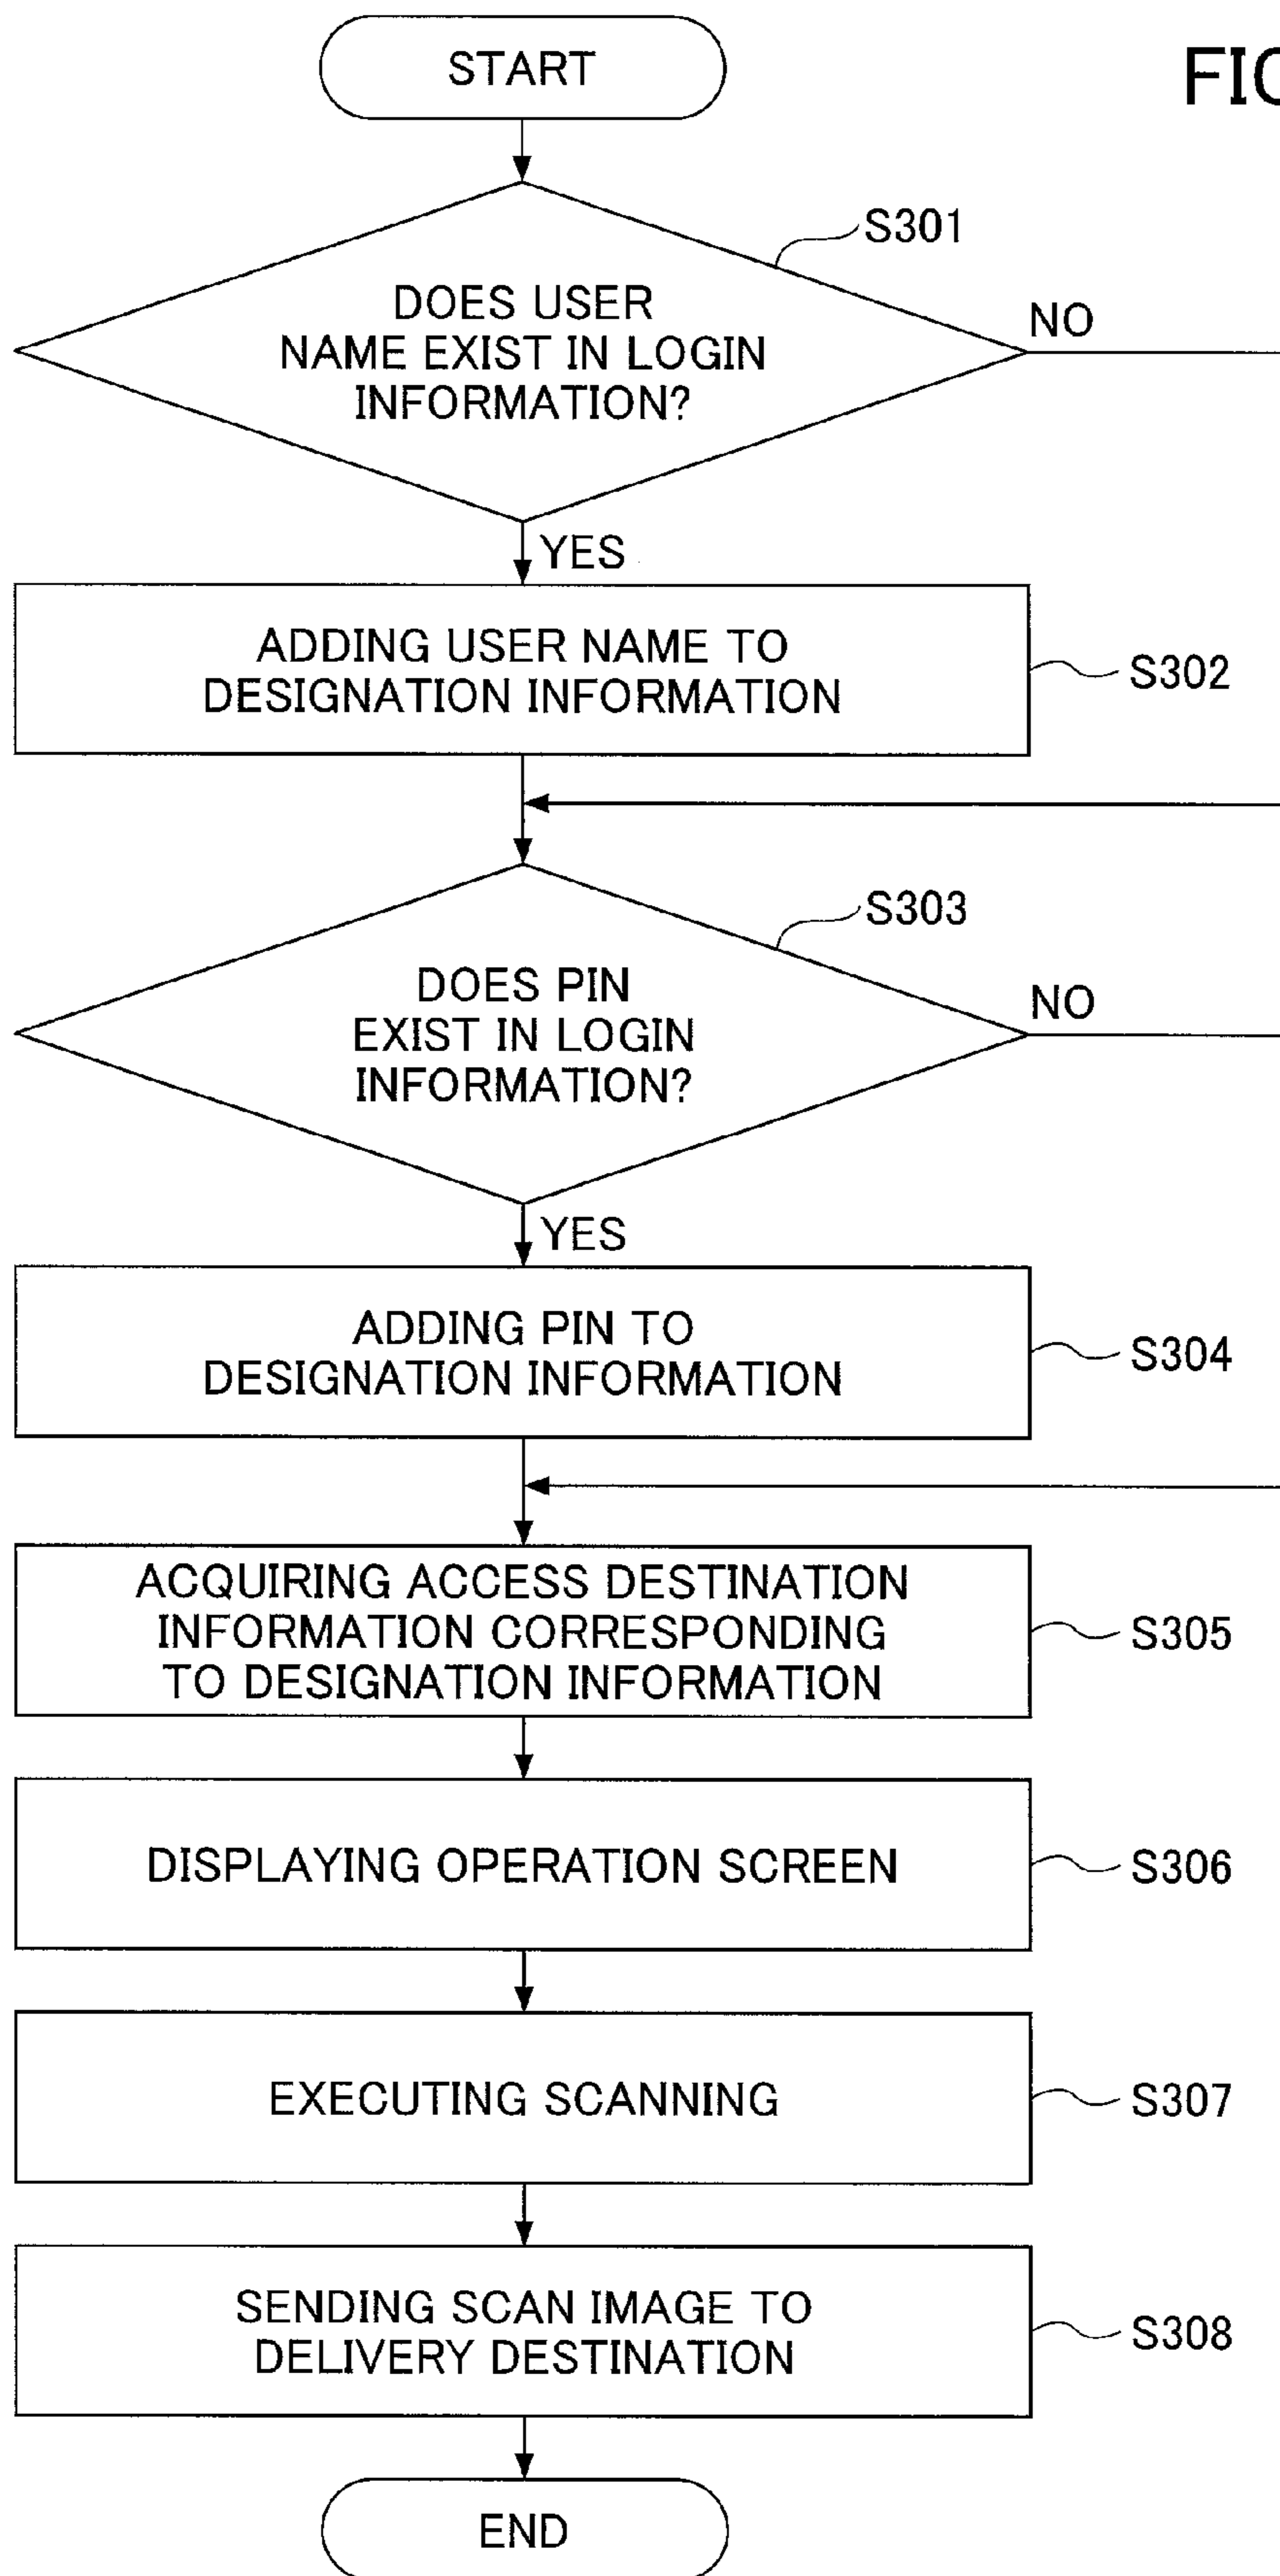 START
FIG
S301
DOES USER
NAME EXIST IN LOGIN
INFORMATION?
NO
YES
ADDING USER NAME TO
DESIGNATION INFORMATION
S302
S303
DOES PIN
EXIST IN LOGIN
INFORMATION?
NO
YES
ADDING PIN TO
DESIGNATION INFORMATION
S304
ACQUIRING ACCESS DESTINATION
INFORMATION CORRESPONDING
TO DESIGNATION INFORMATION
S305
DISPLAYING OPERATION SCREEN
S306
EXECUTING SCANNING
S307
SENDING SCAN IMAGE TO
DELIVERY DESTINATION
S308
END